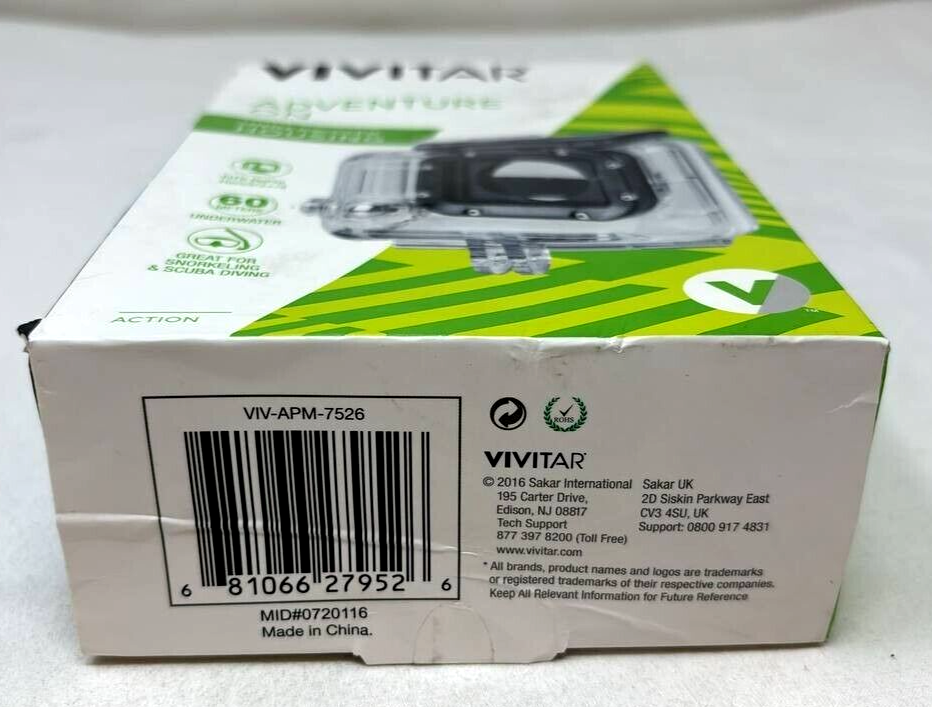 VIVITAR
ADVENTURE
HOUSING
60
METERS
UNDERWATER
GREAT FOR
SNORKELING
& SCUBA DIVING
ACTION
V
TM
VIV-APM-7526
6 81066 27952 6
MID#0720116
Made in China.
ROHS
VIVITAR
© 2016 Sakar International
195 Carter Drive,
Edison, NJ 08817
Tech Support
877 397 8200 (Toll Free)
www.vivitar.com
Sakar UK
2D Siskin Parkway East
CV3 4SU, UK
Support: 0800 917 4831
* All brands, product names and logos are trademarks
or registered trademarks of their respective companies.
Keep All Relevant Information for Future Reference